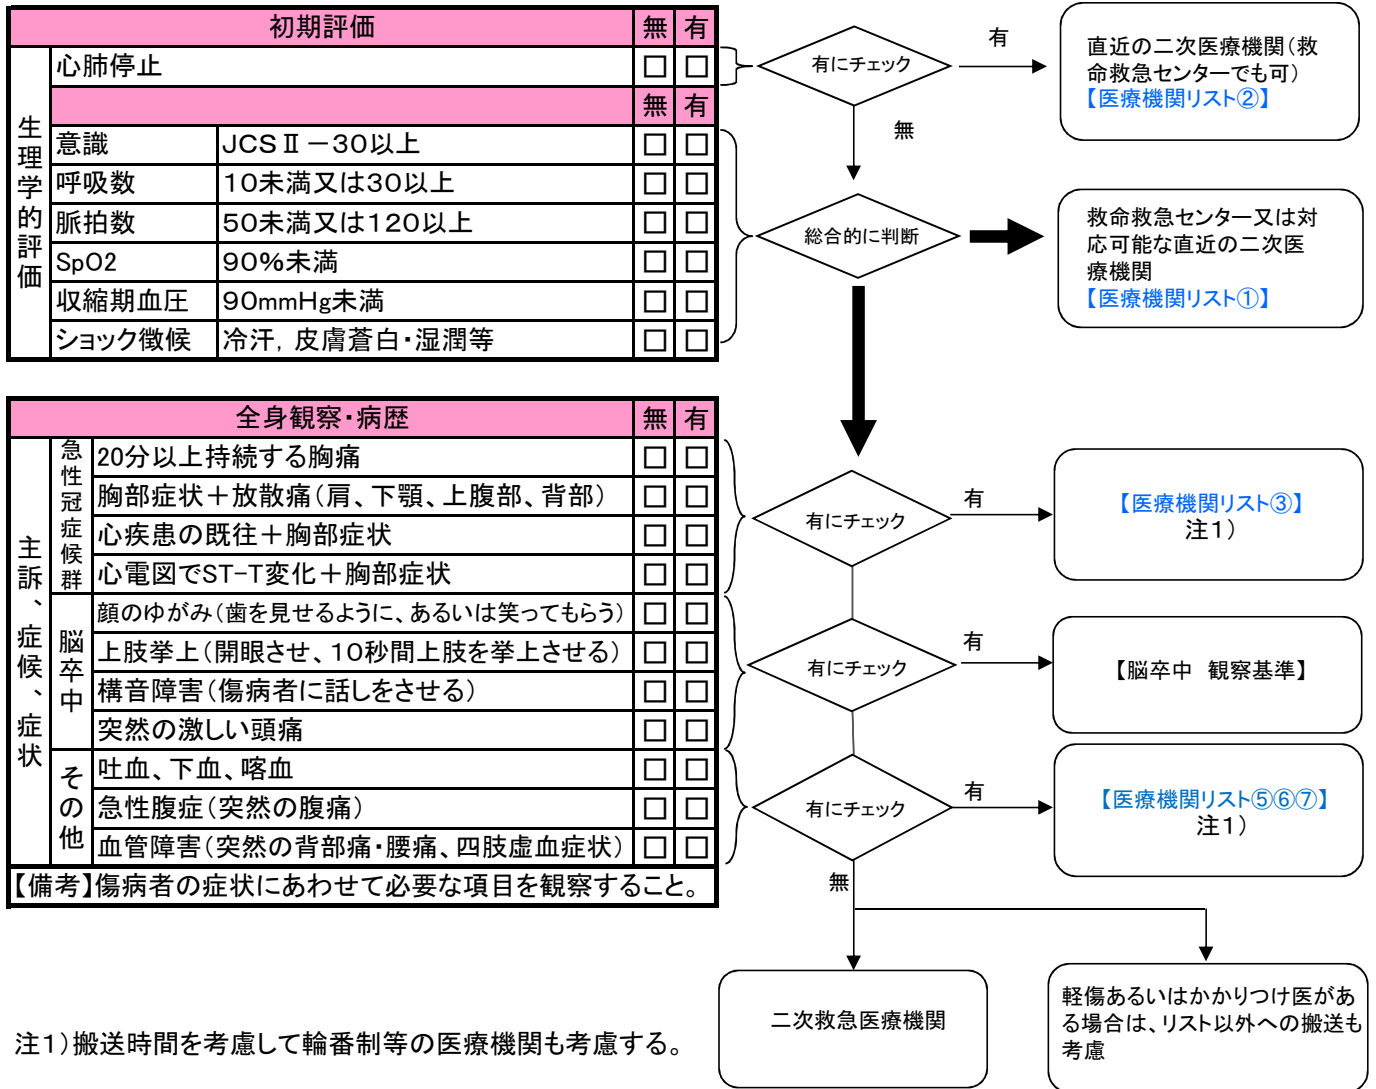 初期評価 無 有
心肺停止 □ □
無 有
生理学的評価
意識 JCSⅡ-30以上 □ □
呼吸数 10未満又は30以上 □ □
脈拍数 50未満又は120以上 □ □
SpO2 90%未満 □ □
収縮期血圧 90mmHg未満 □ □
ショック徴候 冷汗，皮膚蒼白・湿潤等 □ □
有にチェック
有
直近の二次医療機関（救
命救急センターでも可）
【医療機関リスト②】
無
総合的に判断
救命救急センター又は対
応可能な直近の二次医
療機関
【医療機関リスト①】
全身観察・病歴 無 有
主訴、症候、症状
急性冠症候群
20分以上持続する胸痛 □ □
胸部症状＋放散痛（肩、下顎、上腹部、背部） □ □
心疾患の既往＋胸部症状 □ □
心電図でST-T変化＋胸部症状 □ □
脳卒中
顔のゆがみ（歯を見せるように、あるいは笑ってもらう） □ □
上肢挙上（開眼させ、10秒間上肢を挙上させる） □ □
構音障害（傷病者に話しをさせる） □ □
突然の激しい頭痛 □ □
その他
吐血、下血、喀血 □ □
急性腹症（突然の腹痛） □ □
血管障害（突然の背部痛・腰痛、四肢虚血症状） □ □
【備考】傷病者の症状にあわせて必要な項目を観察すること。
有にチェック
有
【医療機関リスト③】
注1）
有にチェック
有
【脳卒中 観察基準】
有にチェック
有
【医療機関リスト⑤⑥⑦】
注1）
無
二次救急医療機関
軽傷あるいはかかりつけ医があ
る場合は、リスト以外への搬送も
考慮
注1）搬送時間を考慮して輪番制等の医療機関も考慮する。